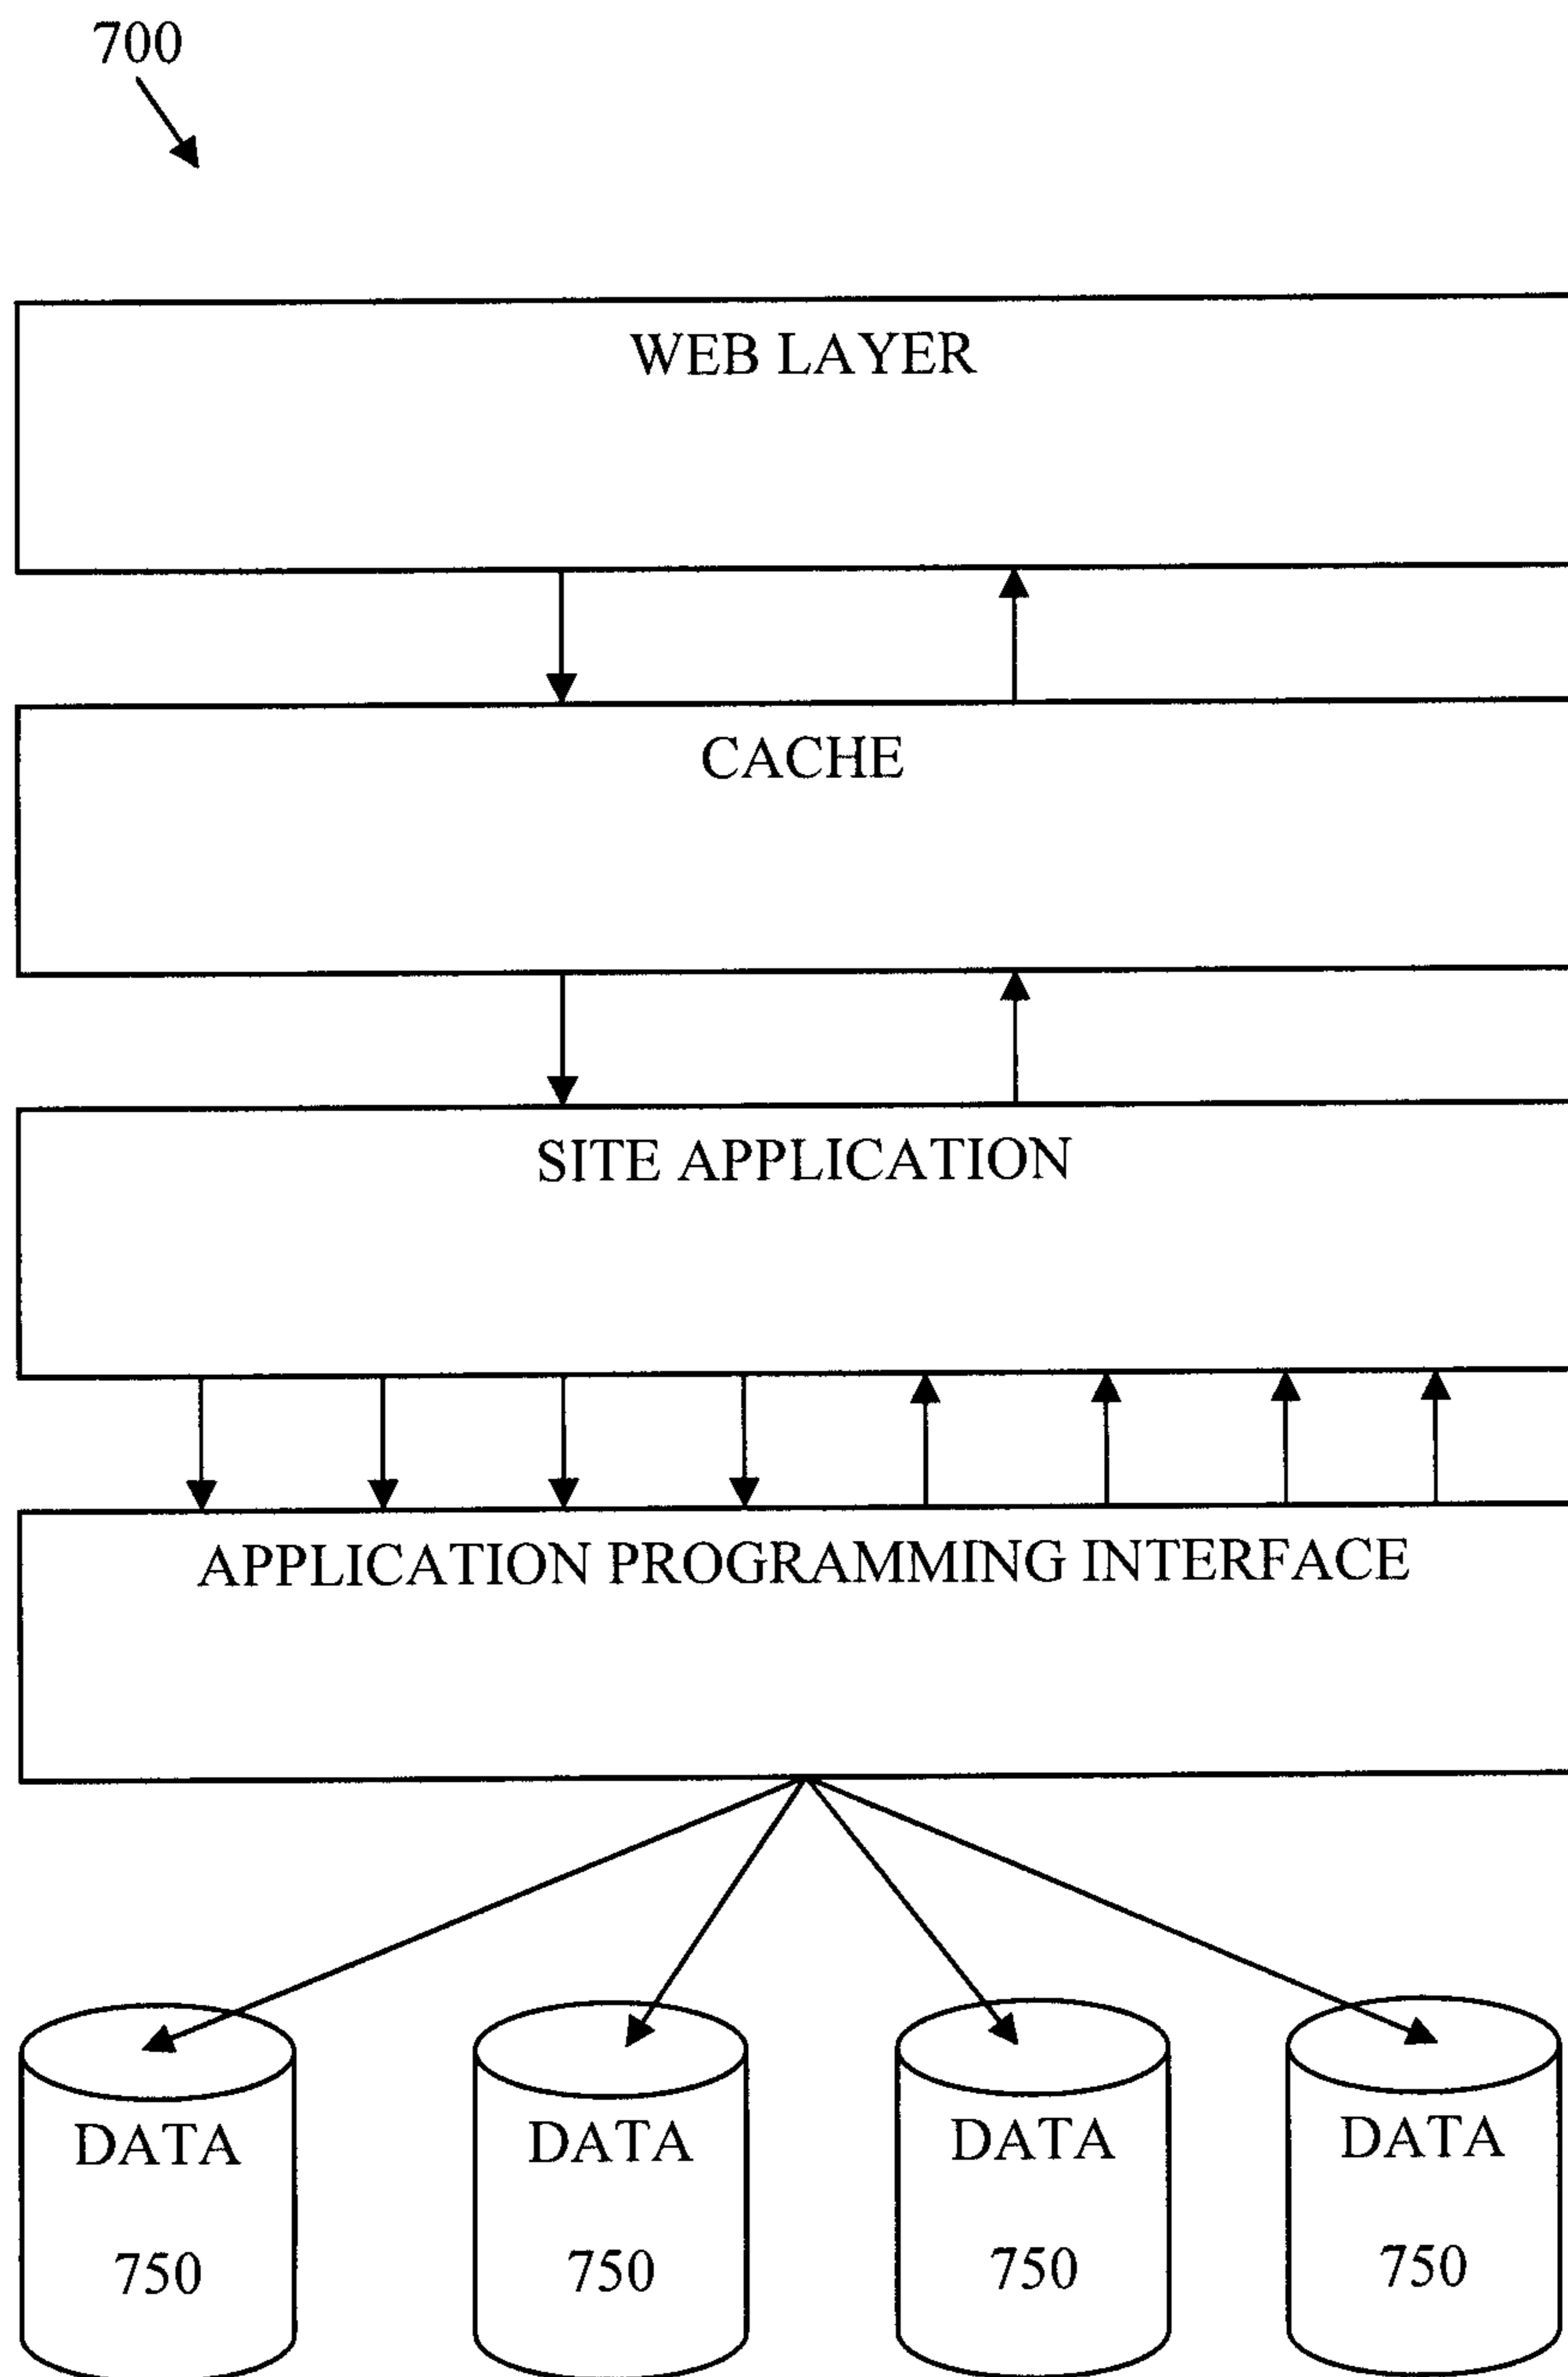 700
WEB LAYER
CACHE
SITE APPLICATION
APPLICATION PROGRAMMING INTERFACE
DATA DATA DATA DATA
750 750 750 750